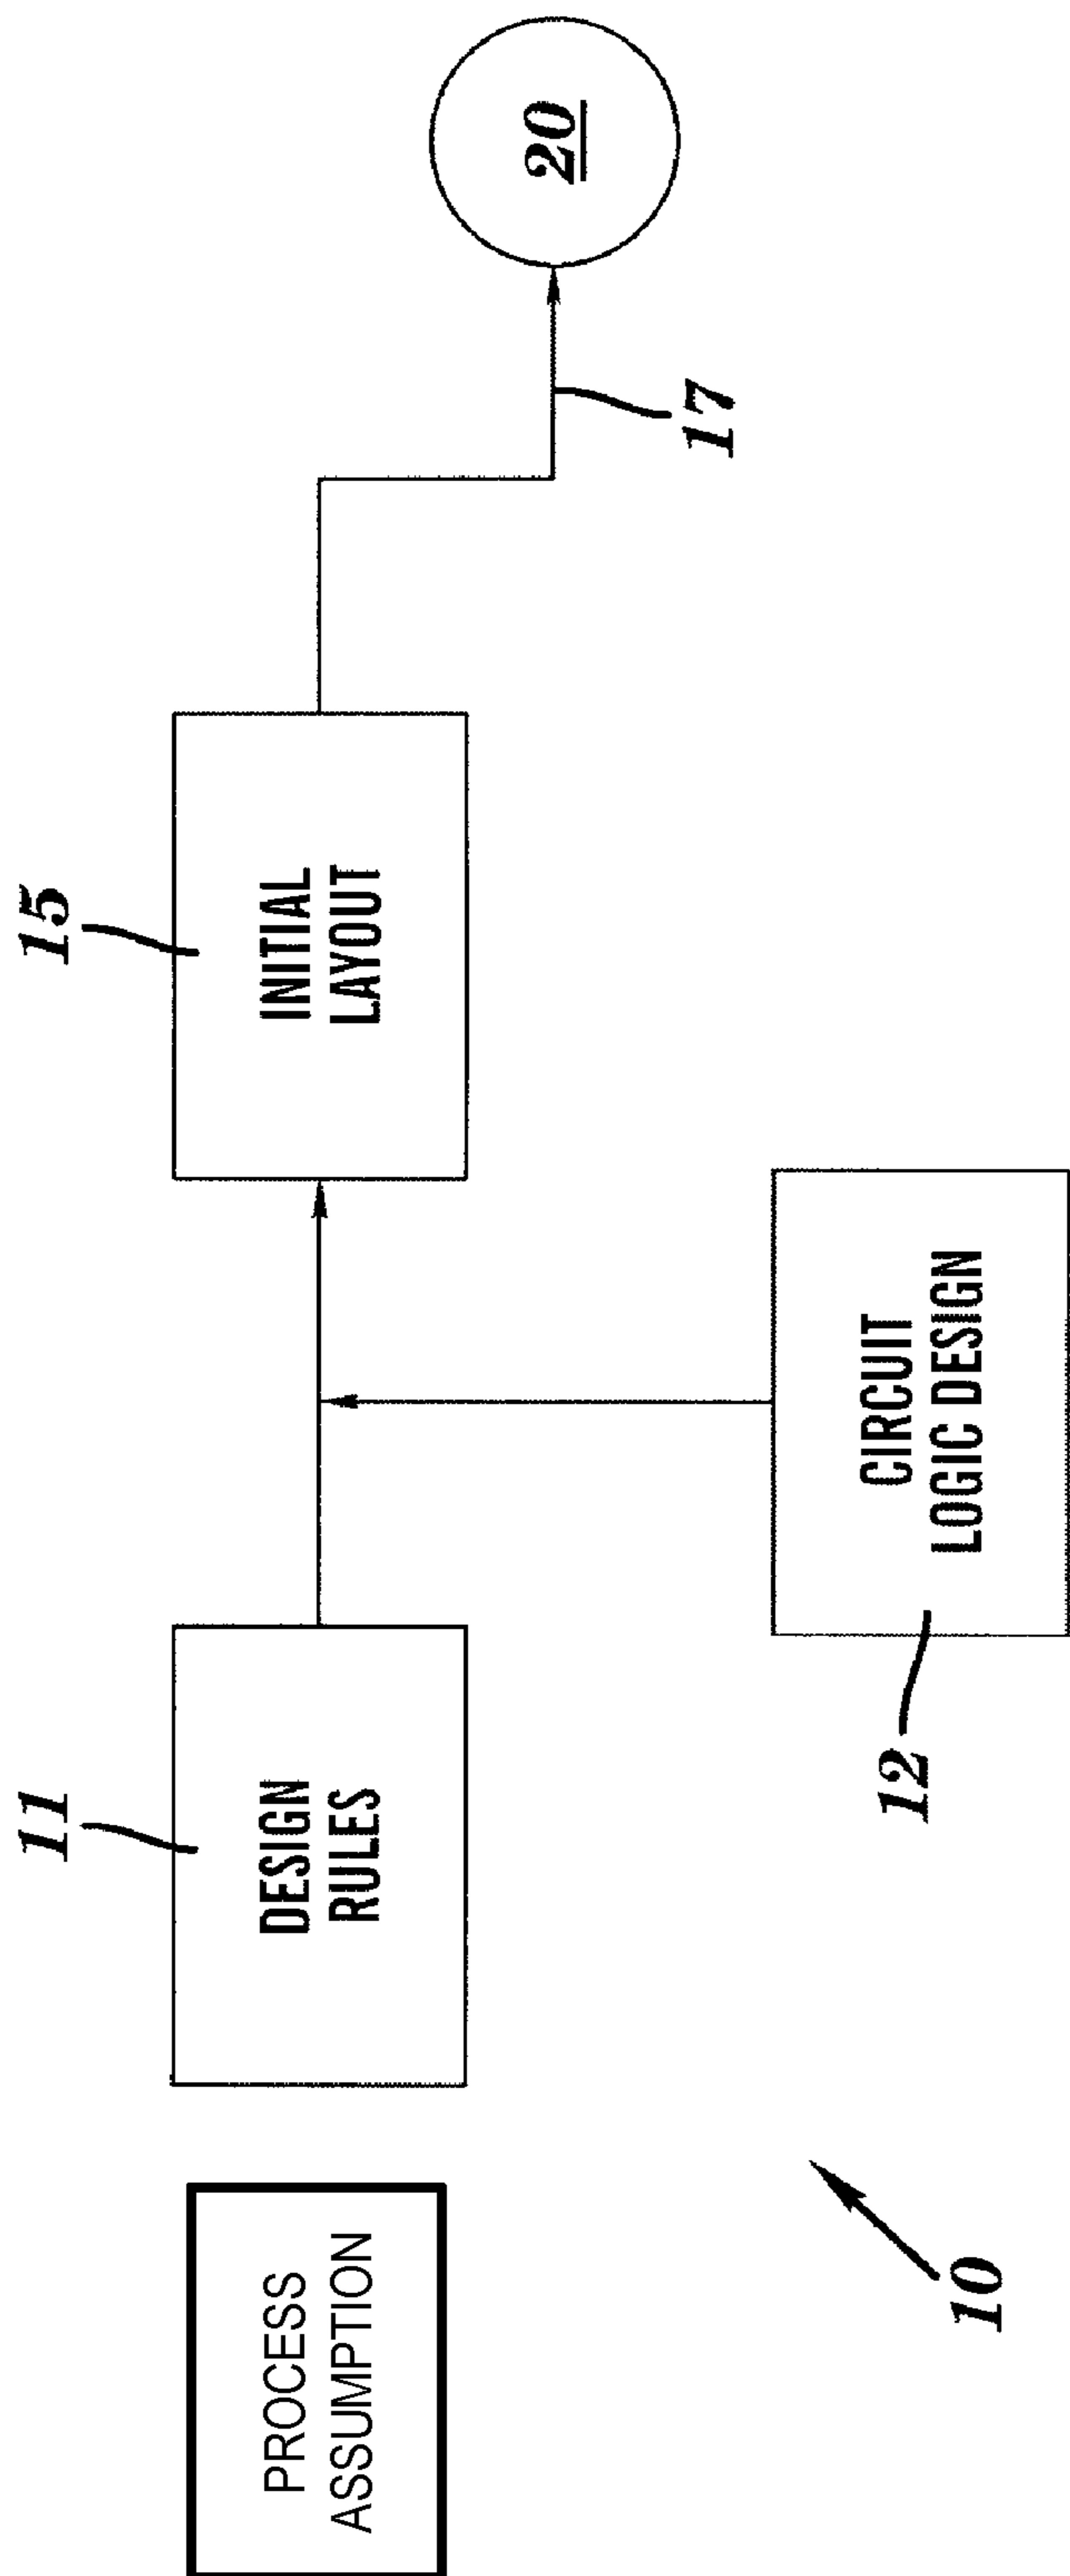 PROCESS
ASSUMPTION
11
DESIGN
RULES
15
INITIAL
LAYOUT
20
17
12
CIRCUIT
LOGIC DESIGN
10